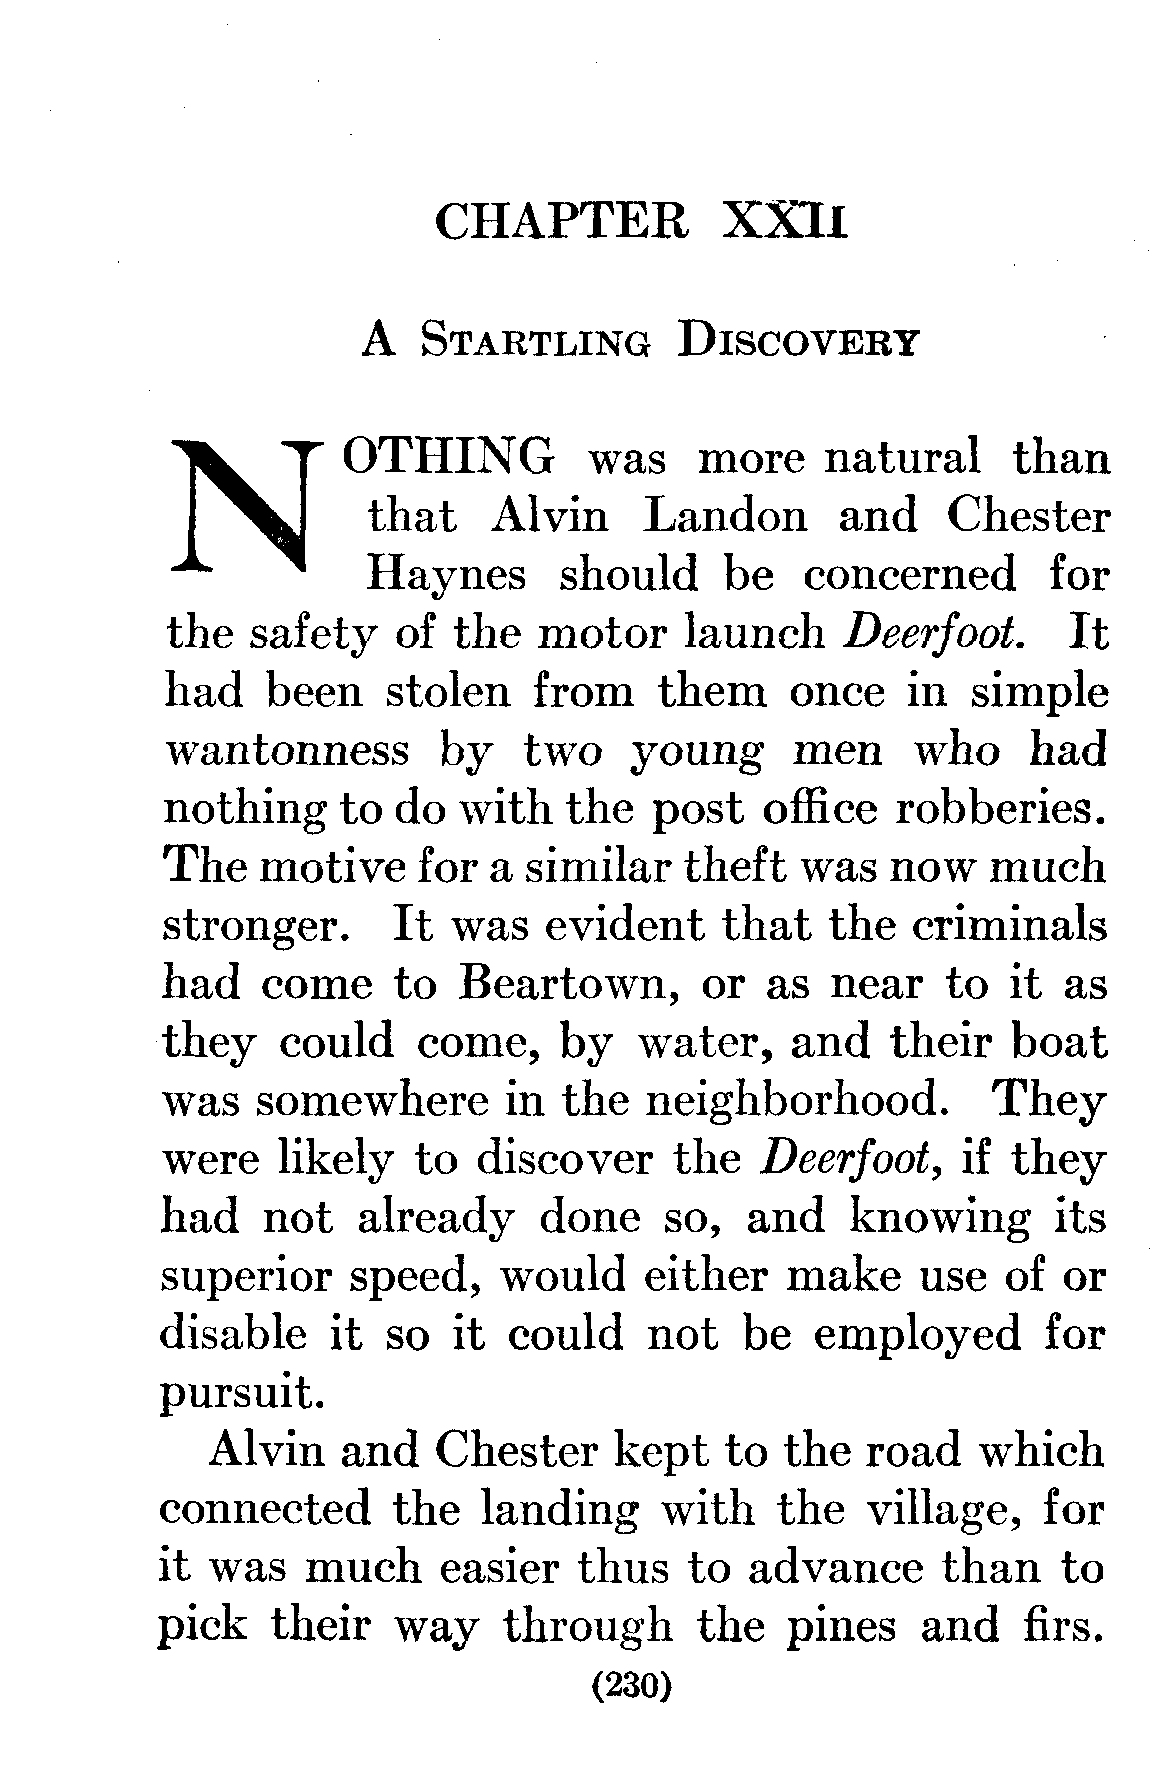 CHAPTER XXII
A STARTLING DISCOVERY
NOTHING was more natural than
that Alvin Landon and Chester
Haynes should be concerned for
the safety of the motor launch Deerfoot. It
had been stolen from them once in simple
wantonness by two young men who had
nothing to do with the post office robberies.
The motive for a similar theft was now much
stronger. It was evident that the criminals
had come to Beartown, or as near to it as
they could come, by water, and their boat
was somewhere in the neighborhood. They
were likely to discover the Deerfoot, if they
had not already done so, and knowing its
superior speed, would either make use of or
disable it so it could not be employed for
pursuit.
Alvin and Chester kept to the road which
connected the landing with the village, for
it was much easier thus to advance than to
pick their way through the pines and firs.
(230)